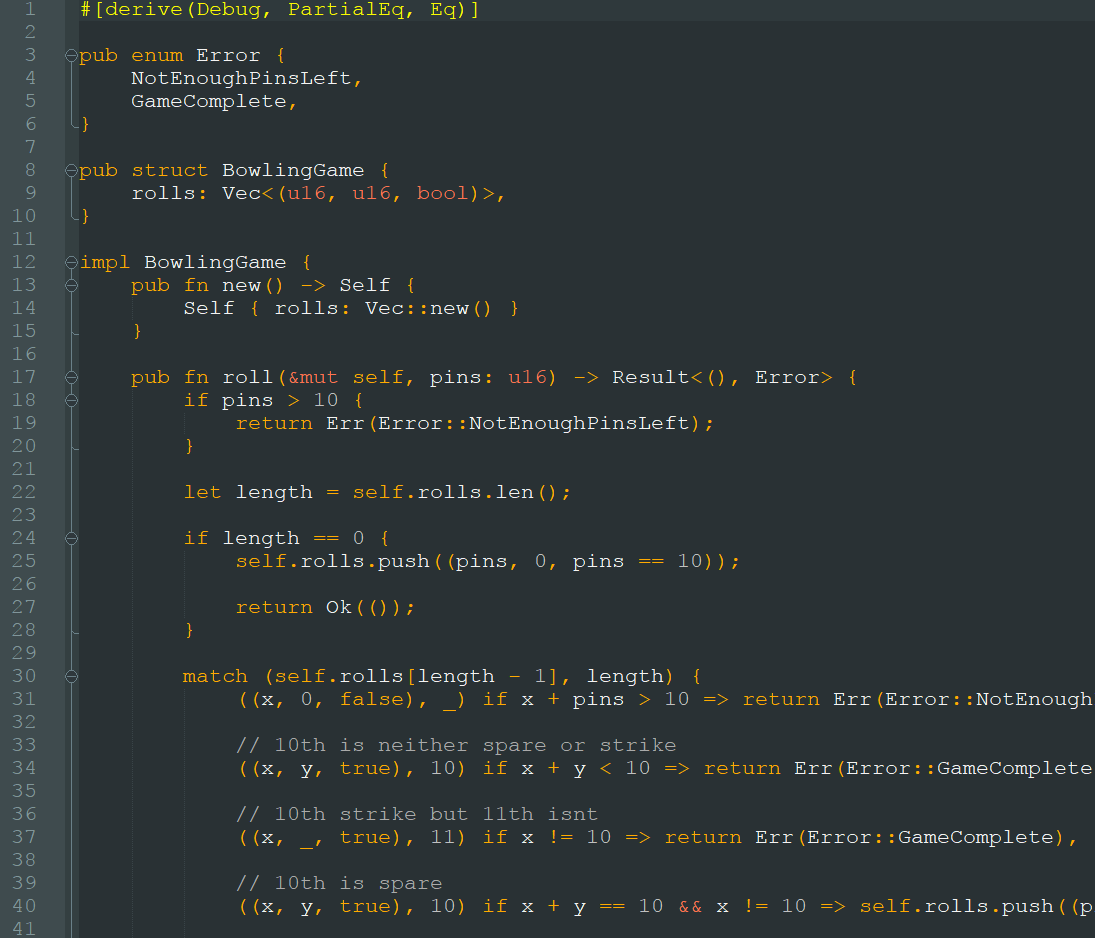 1 #[derive(Debug, PartialEq, Eq)]
2
3 pub enum Error {
4     NotEnoughPinsLeft,
5     GameComplete,
6 }
7
8 pub struct BowlingGame {
9     rolls: Vec<(u16, u16, bool)>,
10 }
11
12 impl BowlingGame {
13     pub fn new() -> Self {
14         Self { rolls: Vec::new() }
15     }
16
17     pub fn roll(&mut self, pins: u16) -> Result<(), Error> {
18         if pins > 10 {
19             return Err(Error::NotEnoughPinsLeft);
20         }
21
22         let length = self.rolls.len();
23
24         if length == 0 {
25             self.rolls.push((pins, 0, pins == 10));
26
27             return Ok(());
28         }
29
30         match (self.rolls[length - 1], length) {
31             ((x, 0, false), _) if x + pins > 10 => return Err(Error::NotEnough
32
33             // 10th is neither spare or strike
34             ((x, y, true), 10) if x + y < 10 => return Err(Error::GameComplete
35
36             // 10th strike but 11th isnt
37             ((x, _, true), 11) if x != 10 => return Err(Error::GameComplete),
38
39             // 10th is spare
40             ((x, y, true), 10) if x + y == 10 && x != 10 => self.rolls.push((p
41